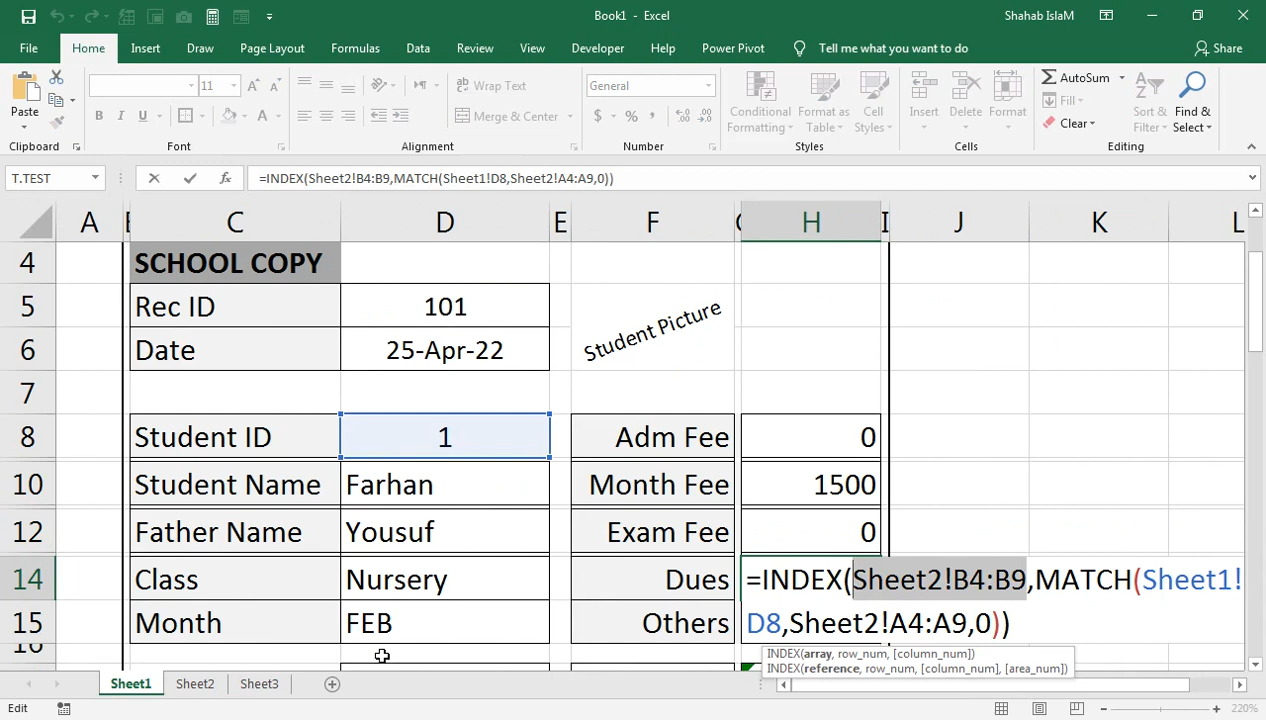 Book1 - Excel
Shahab IslaM
File Home Insert Draw Page Layout Formulas Data Review View Developer Help Power Pivot Tell me what you want to do Share
Paste
Clipboard
11
Font
Wrap Text
Merge & Center
Alignment
General
Number
Conditional Formatting
Format as Table
Cell Styles
Styles
Insert Delete Format
Cells
AutoSum
Fill
Clear
Sort & Filter
Find & Select
Editing
T.TEST
=INDEX(Sheet2!B4:B9,MATCH(Sheet1!D8,Sheet2!A4:A9,0))
A C D E F H I J K L
4 SCHOOL COPY
5 Rec ID 101
6 Date 25-Apr-22
Student Picture
7
8 Student ID 1 Adm Fee 0
10 Student Name Farhan Month Fee 1500
12 Father Name Yousuf Exam Fee 0
14 Class Nursery Dues =INDEX(Sheet2!B4:B9,MATCH(Sheet1!
15 Month FEB Others D8,Sheet2!A4:A9,0))
16
INDEX(array, row_num, [column_num])
INDEX(reference, row_num, [column_num], [area_num])
Sheet1 Sheet2 Sheet3
Edit
220%